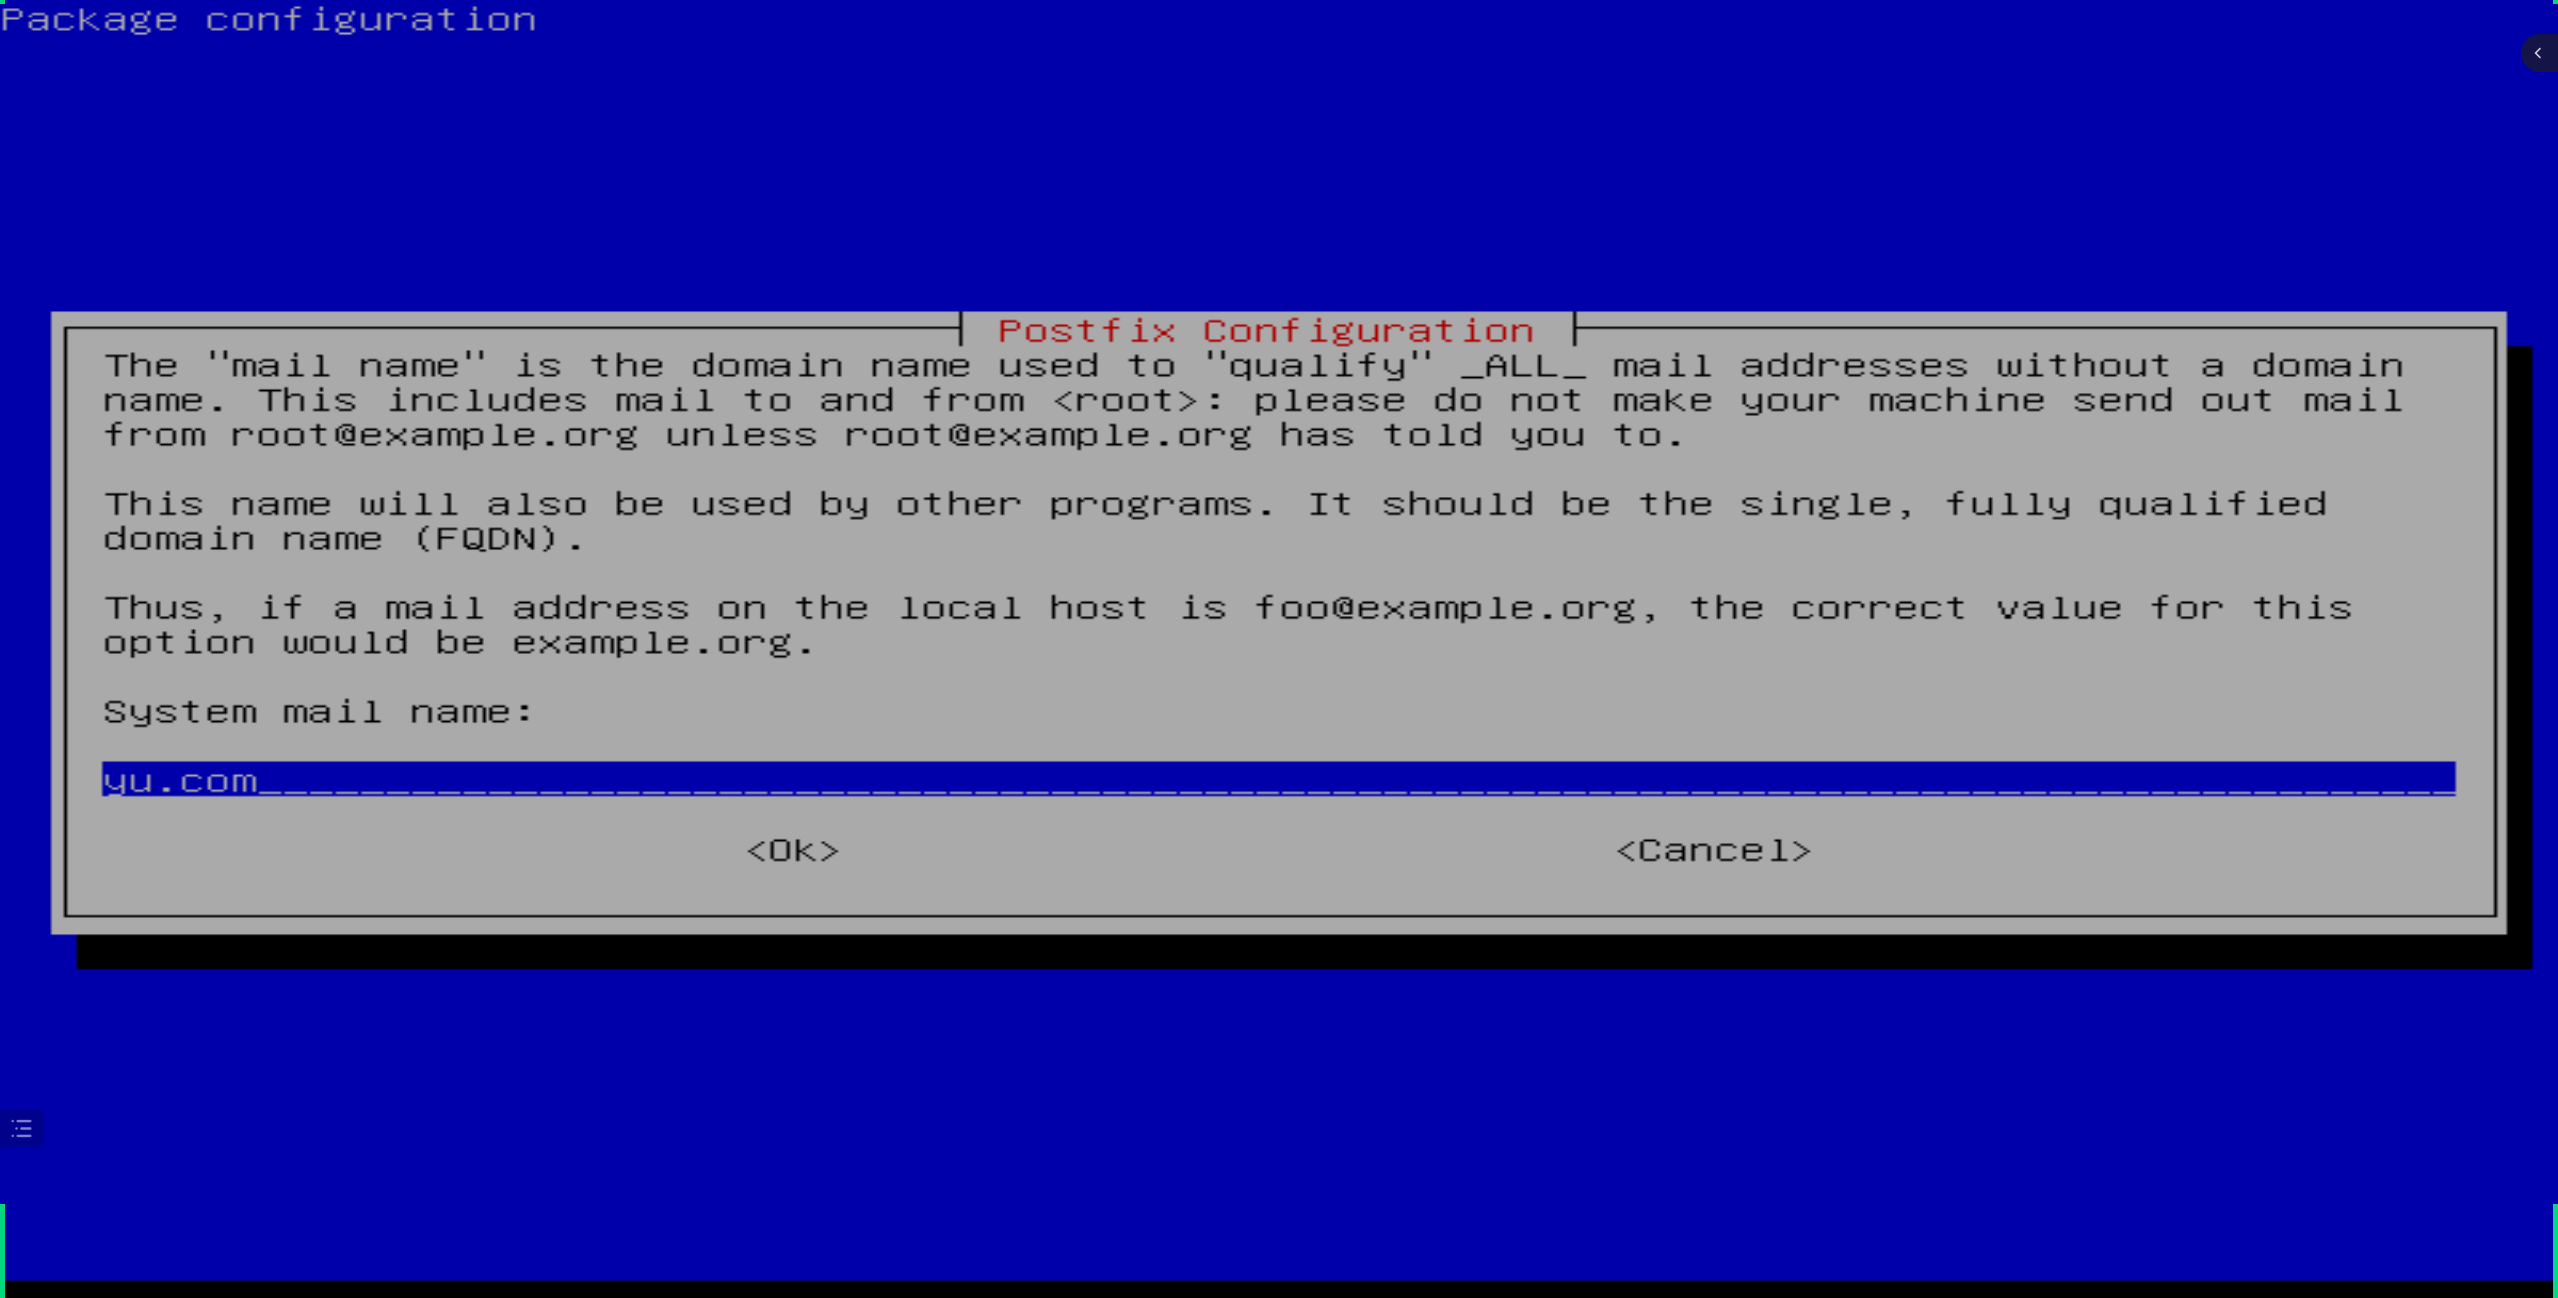 Package configuration
Postfix Configuration
The "mail name" is the domain name used to "qualify" _ALL_ mail addresses without a domain
name. This includes mail to and from <root>: please do not make your machine send out mail
from root@example.org unless root@example.org has told you to.
This name will also be used by other programs. It should be the single, fully qualified
domain name (FQDN).
Thus, if a mail address on the local host is foo@example.org, the correct value for this
option would be example.org.
System mail name:
yu.com
<Ok> <Cancel>